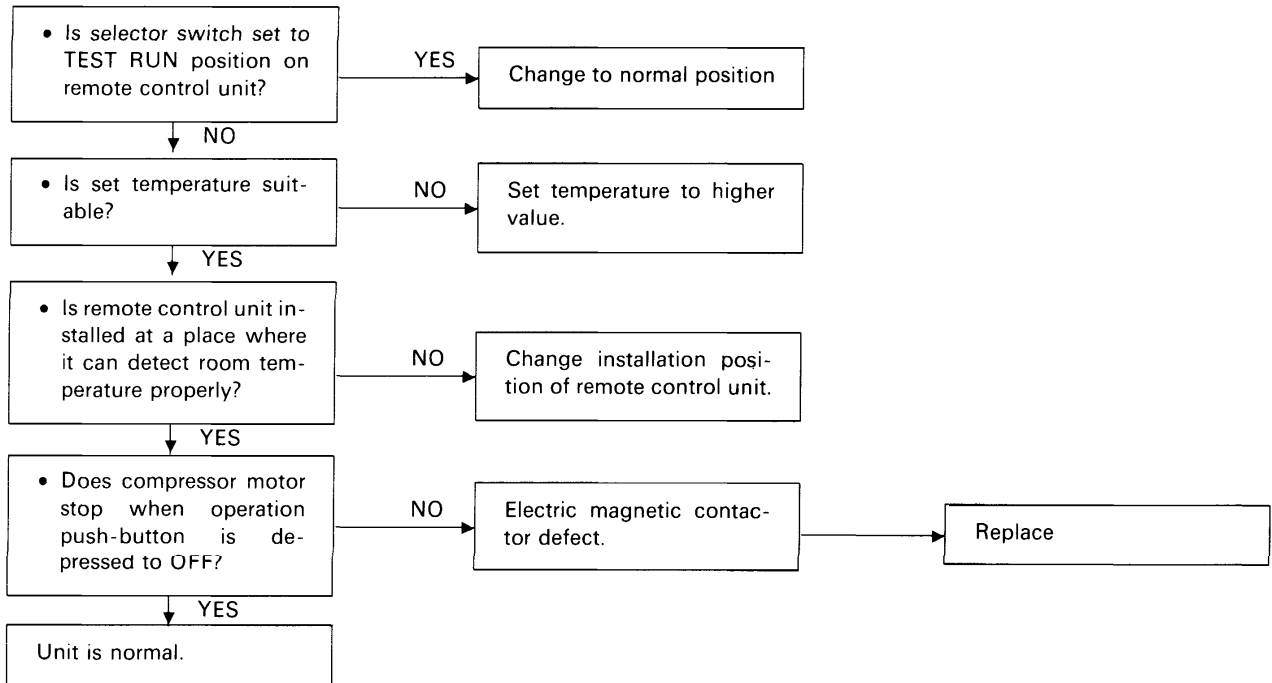 • Is selector switch set to
TEST RUN position on
remote control unit?
YES
Change to normal position
NO
• Is set temperature suit-
able?
NO
Set temperature to higher
value.
YES
• Is remote control unit in-
stalled at a place where
it can detect room tem-
perature properly?
NO
Change installation posi-
tion of remote control unit.
YES
• Does compressor motor
stop when operation
push-button is de-
pressed to OFF?
NO
Electric magnetic contac-
tor defect.
Replace
YES
Unit is normal.